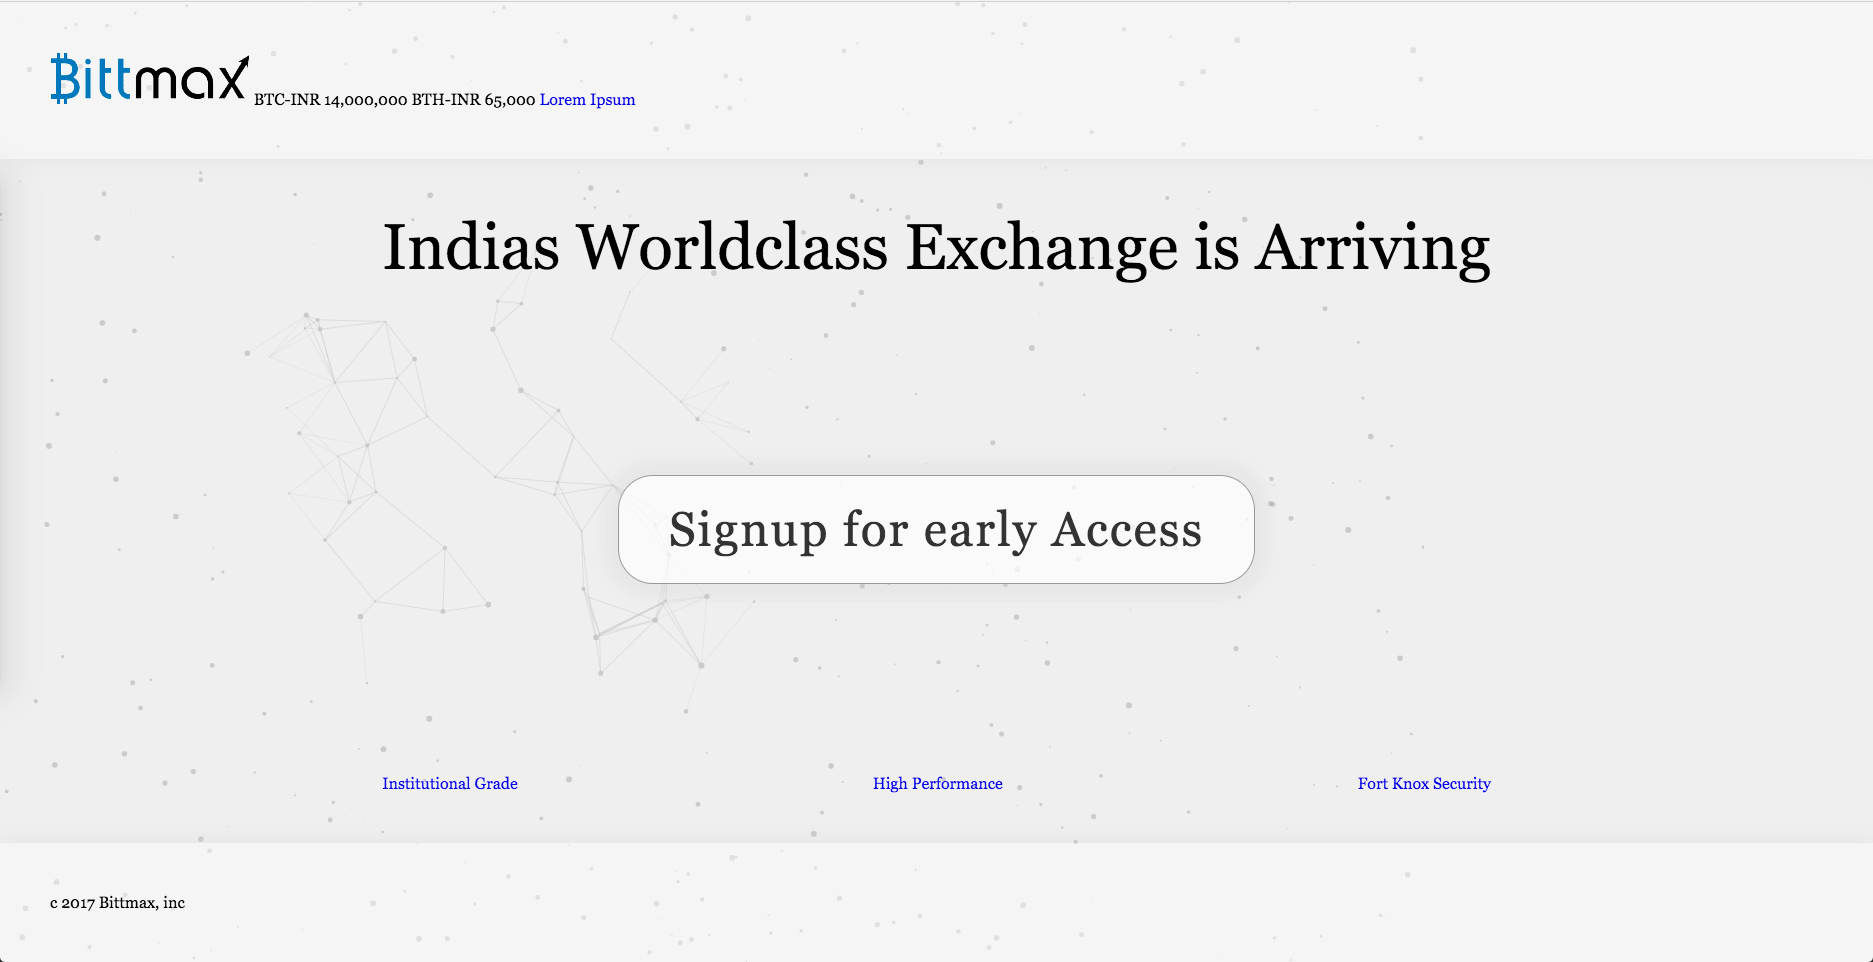 Bittmax BTC-INR 14,000,000 BTH-INR 65,000 Lorem Ipsum
Indias Worldclass Exchange is Arriving
Signup for early Access
Institutional Grade High Performance Fort Knox Security
c 2017 Bittmax, inc